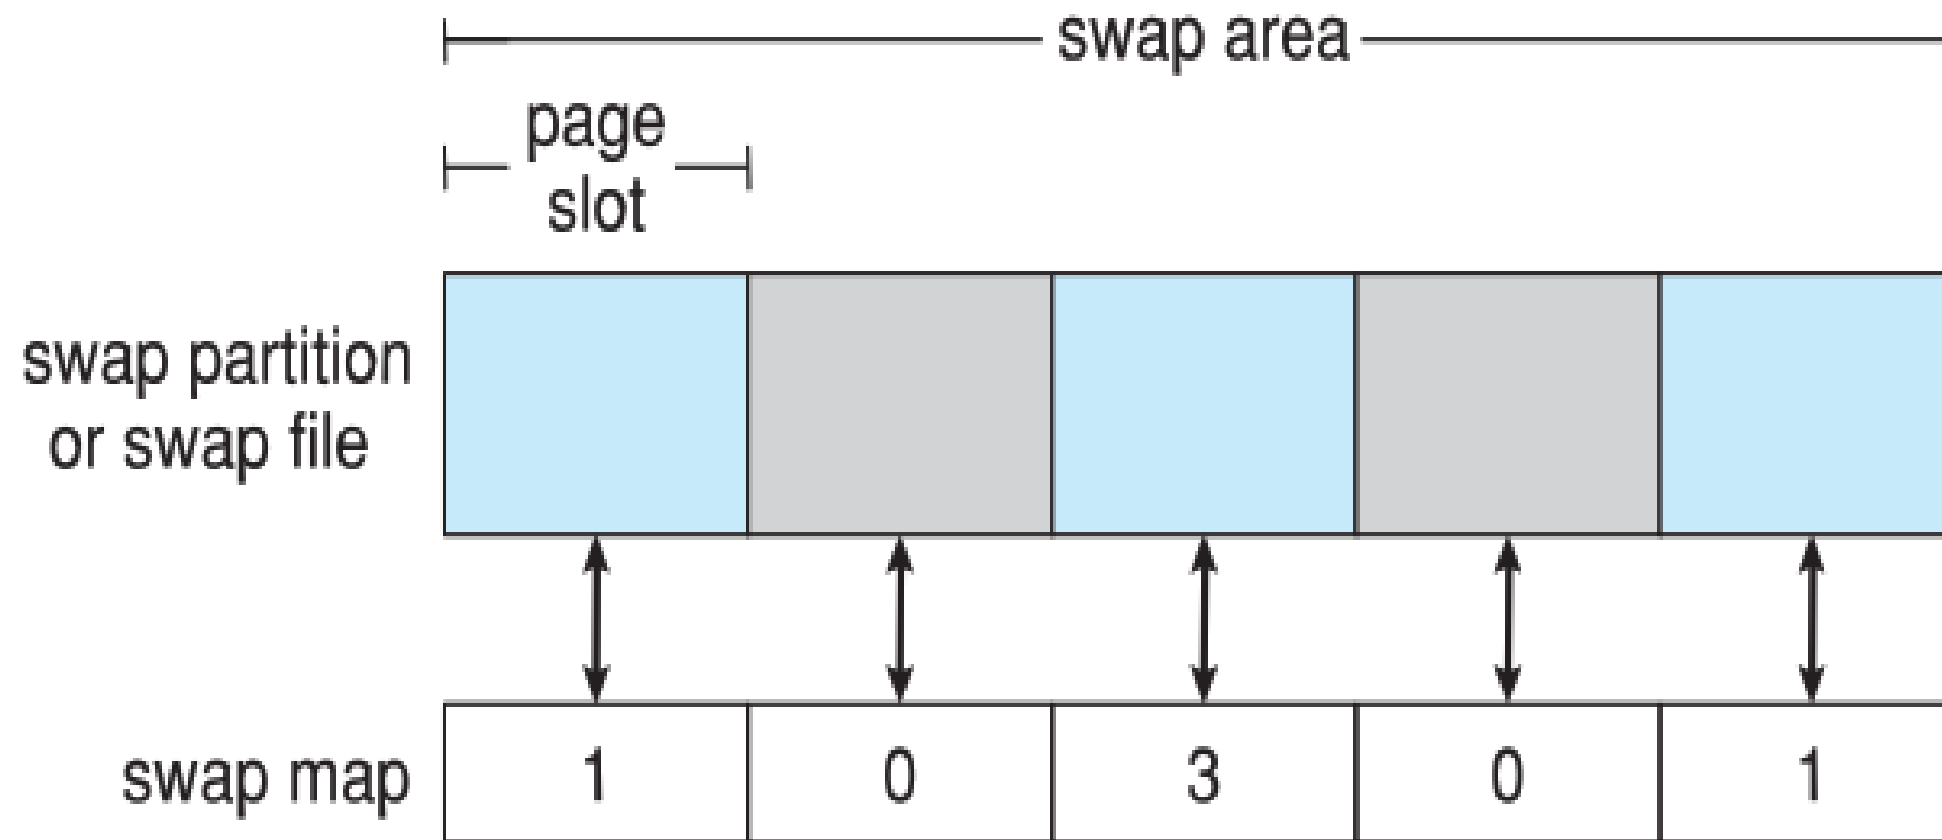 swap area
page
slot
swap partition
or swap file
swap map
1 0 3 0 1